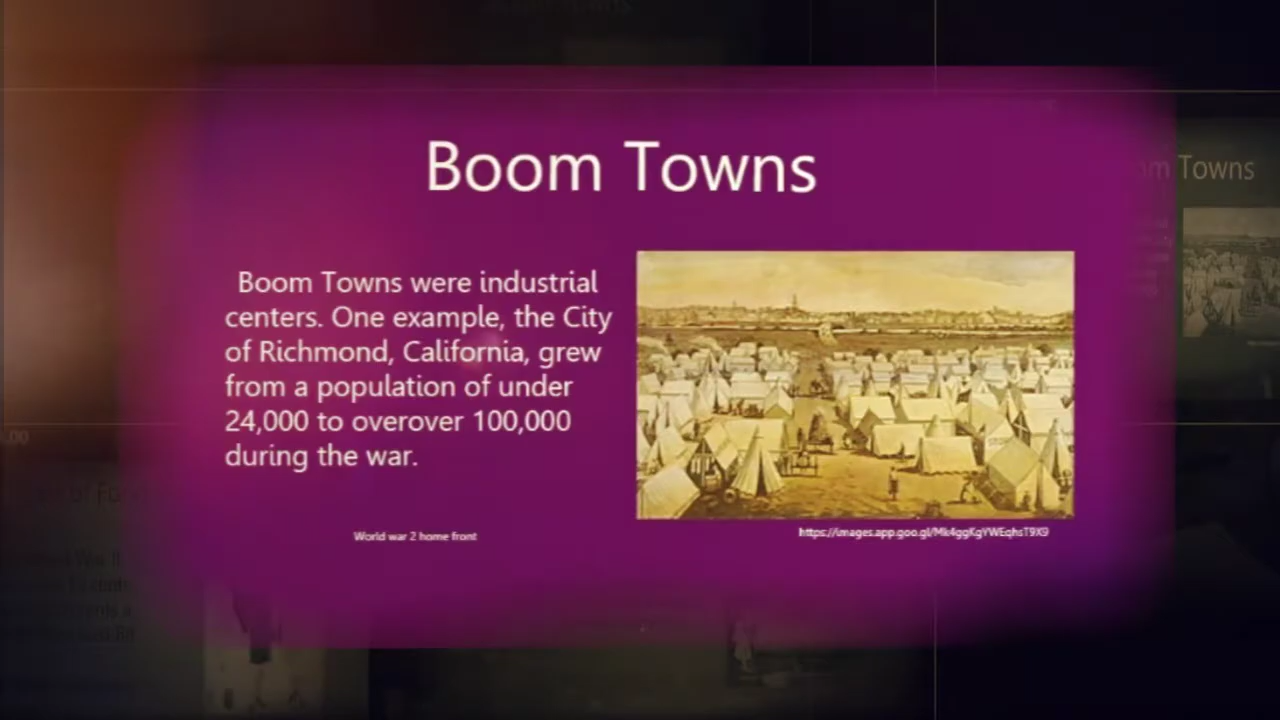 Boom Towns
Boom Towns were industrial
centers. One example, the City
of Richmond, California, grew
from a population of under
24,000 to overover 100,000
during the war.
World war 2 home front
https://images.app.goo.gl/Mk4ggKgYWEqhsT9X9
Towns